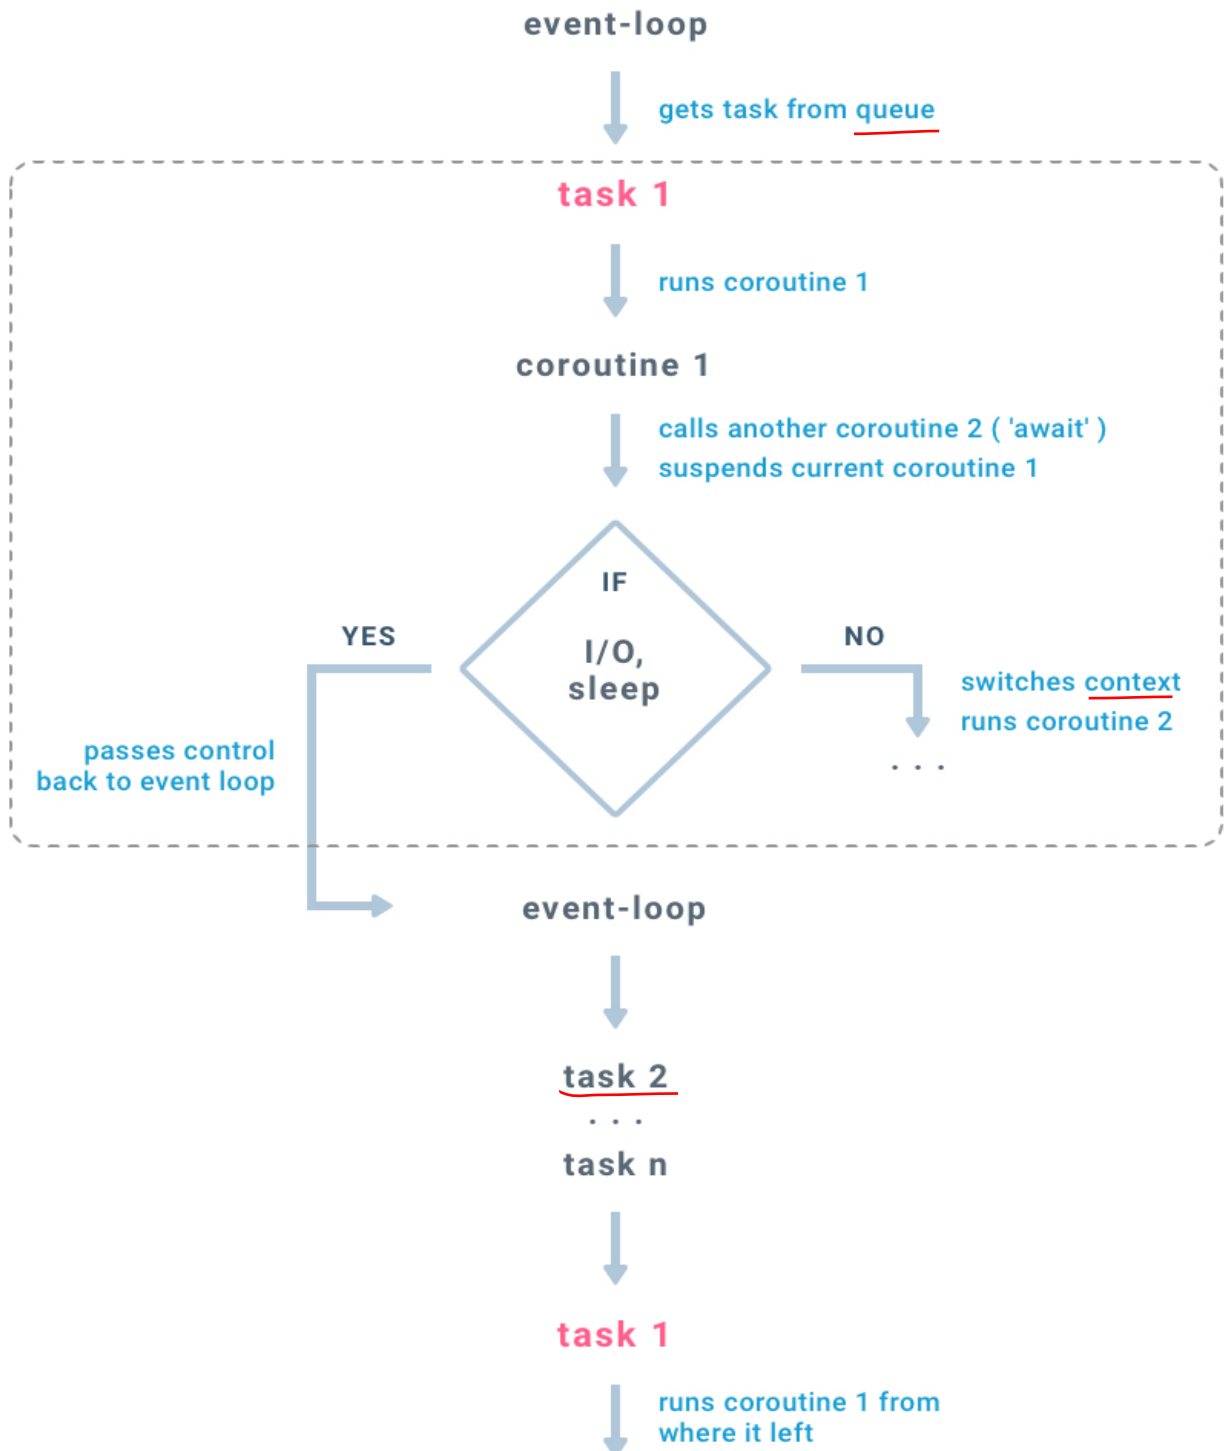 event-loop
gets task from queue
task 1
runs coroutine 1
coroutine 1
calls another coroutine 2 ( 'await' )
suspends current coroutine 1
IF
I/O,
sleep
YES
NO
switches context
runs coroutine 2
. . .
passes control
back to event loop
event-loop
task 2
. . .
task n
task 1
runs coroutine 1 from
where it left